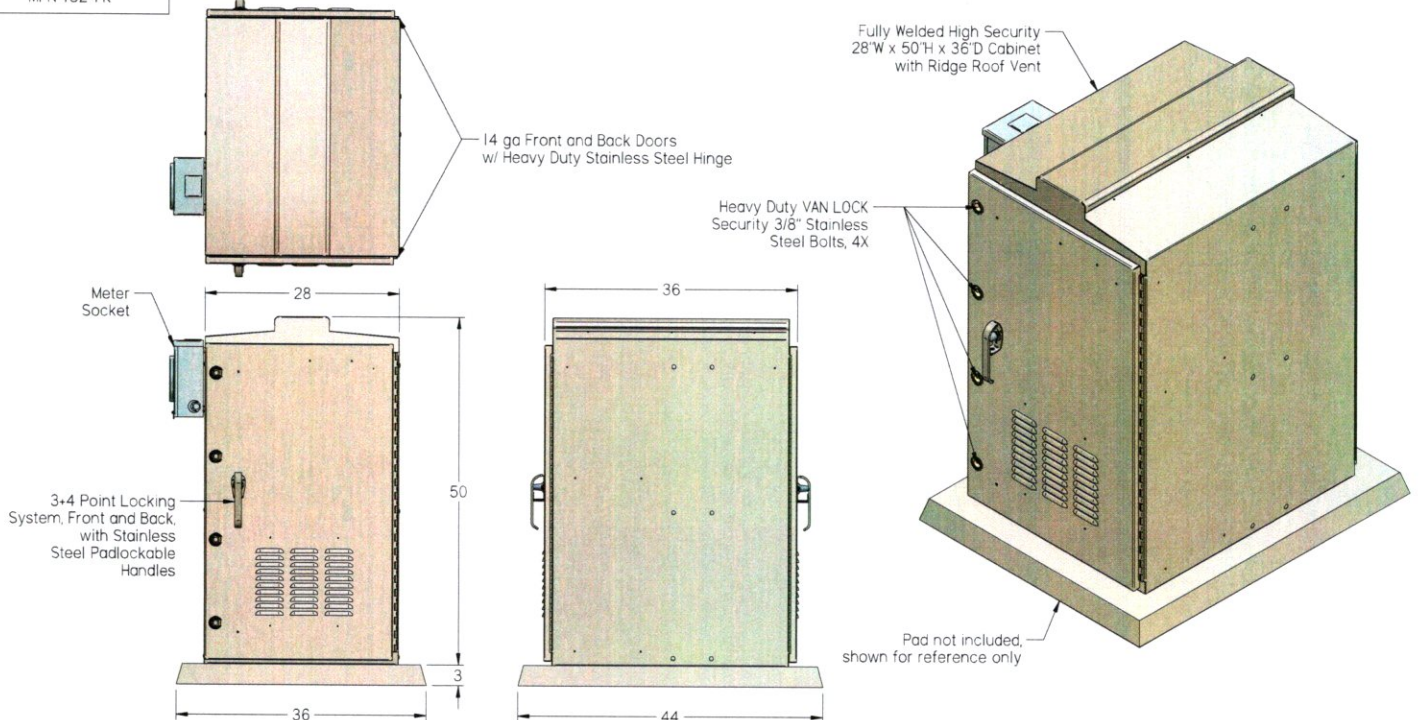 Fully Welded High Security
28"W x 50"H x 36"D Cabinet
with Ridge Roof Vent
14 ga Front and Back Doors
w/ Heavy Duty Stainless Steel Hinge
Heavy Duty VAN LOCK
Security 3/8" Stainless
Steel Bolts, 4X
Meter
Socket
28
36
50
3+4 Point Locking
System, Front and Back,
with Stainless
Steel Padlockable
Handles
Pad not included,
shown for reference only
3
36
44